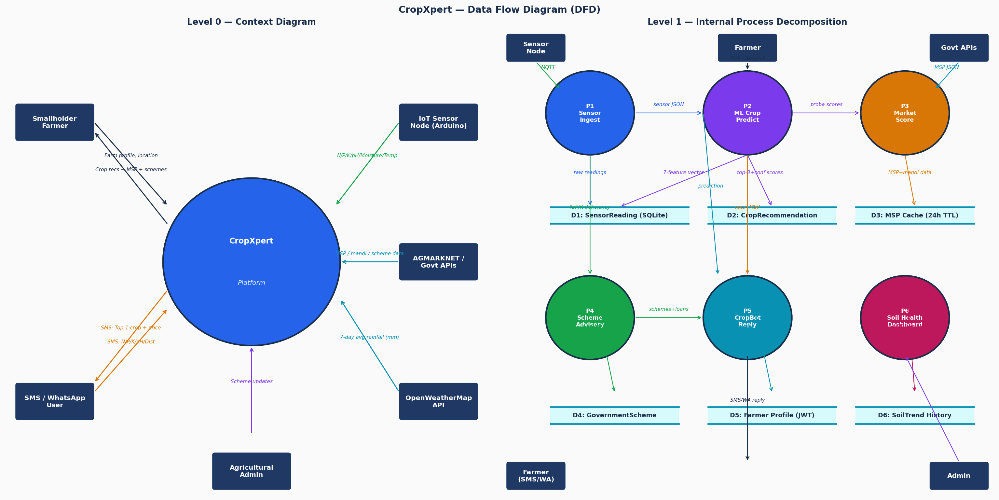 CropXpert — Data Flow Diagram (DFD)
Level 0 — Context Diagram
Smallholder
Farmer
IoT Sensor
Node (Arduino)
Farm profile, location
Crop recs + MSP + schemes
N/P/K/pH/Moisture/Temp
CropXpert
Platform
MSP / mandi / scheme data
AGMARKNET /
Govt APIs
SMS: Top-1 crop + price
SMS: N/P/K/pH/Dist
7-day avg rainfall (mm)
Scheme updates
SMS / WhatsApp
User
OpenWeatherMap
API
Agricultural
Admin
Level 1 — Internal Process Decomposition
Sensor
Node
Farmer
Govt APIs
POST /predict
MQTT
MSP JSON
P1
Sensor
Ingest
sensor JSON
P2
ML Crop
Predict
proba scores
P3
Market
Score
raw readings
7-feature vector
top-3+conf scores
MSP+mandi data
prediction
N/P/K deficiency
recs+MSP
D1: SensorReading (SQLite)
D2: CropRecommendation
D3: MSP Cache (24h TTL)
P4
Scheme
Advisory
schemes+loans
P5
CropBot
Reply
P6
Soil Health
Dashboard
SMS/WA reply
D4: GovernmentScheme
D5: Farmer Profile (JWT)
D6: SoilTrend History
Farmer
(SMS/WA)
Admin